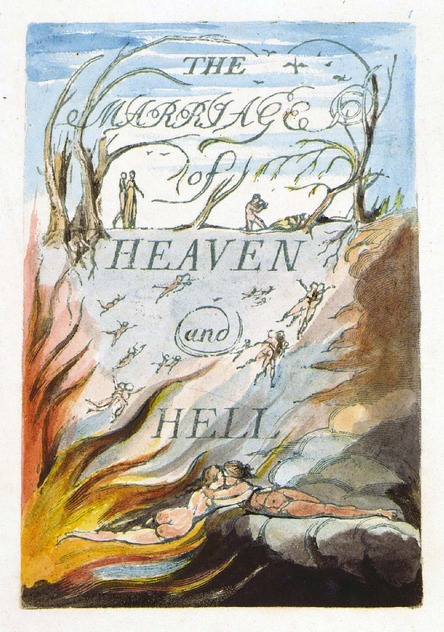 THE
MARRIAGE
of
HEAVEN
and
HELL